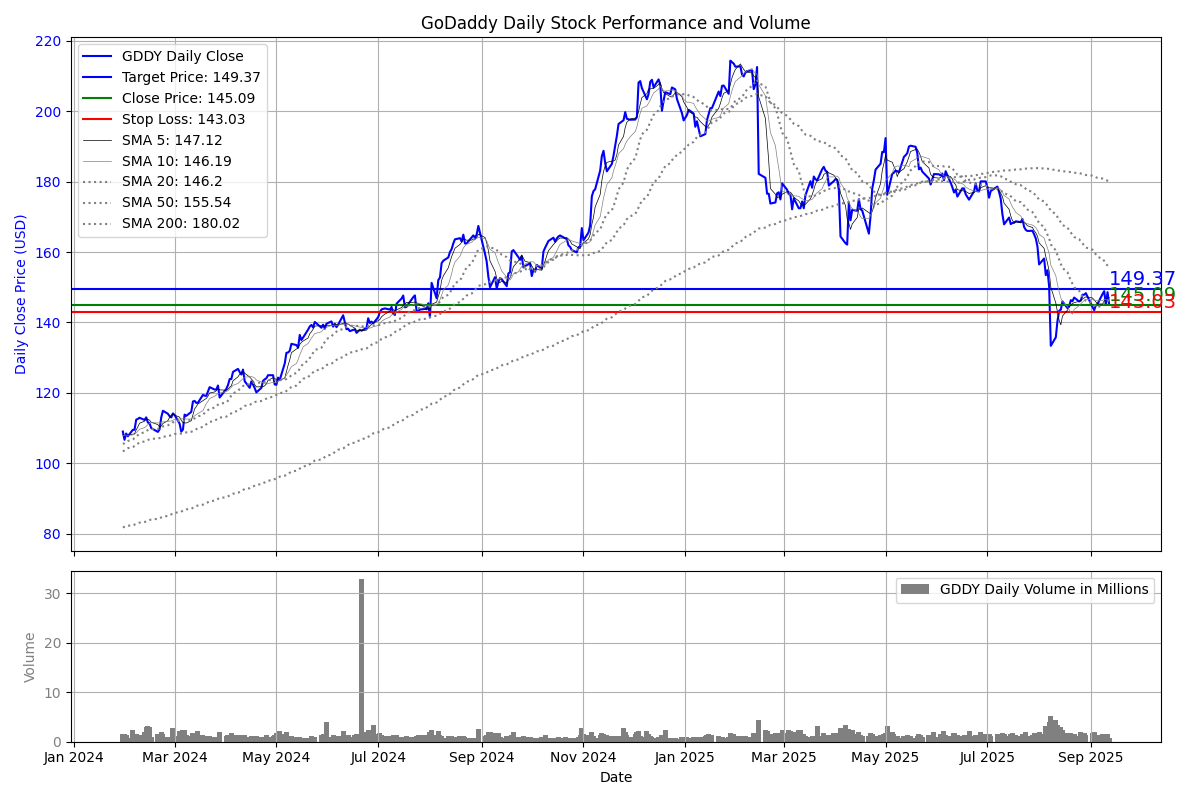 GoDaddy Daily Stock Performance and Volume
220
200
180
160
140
120
100
80
Daily Close Price (USD)
GDDY Daily Close
Target Price: 149.37
Close Price: 145.09
Stop Loss: 143.03
SMA 5: 147.12
SMA 10: 146.19
SMA 20: 146.2
SMA 50: 155.54
SMA 200: 180.02
149.37
145.09
143.03
30
20
10
0
Volume
GDDY Daily Volume in Millions
Jan 2024
Mar 2024
May 2024
Jul 2024
Sep 2024
Nov 2024
Jan 2025
Mar 2025
May 2025
Jul 2025
Sep 2025
Date